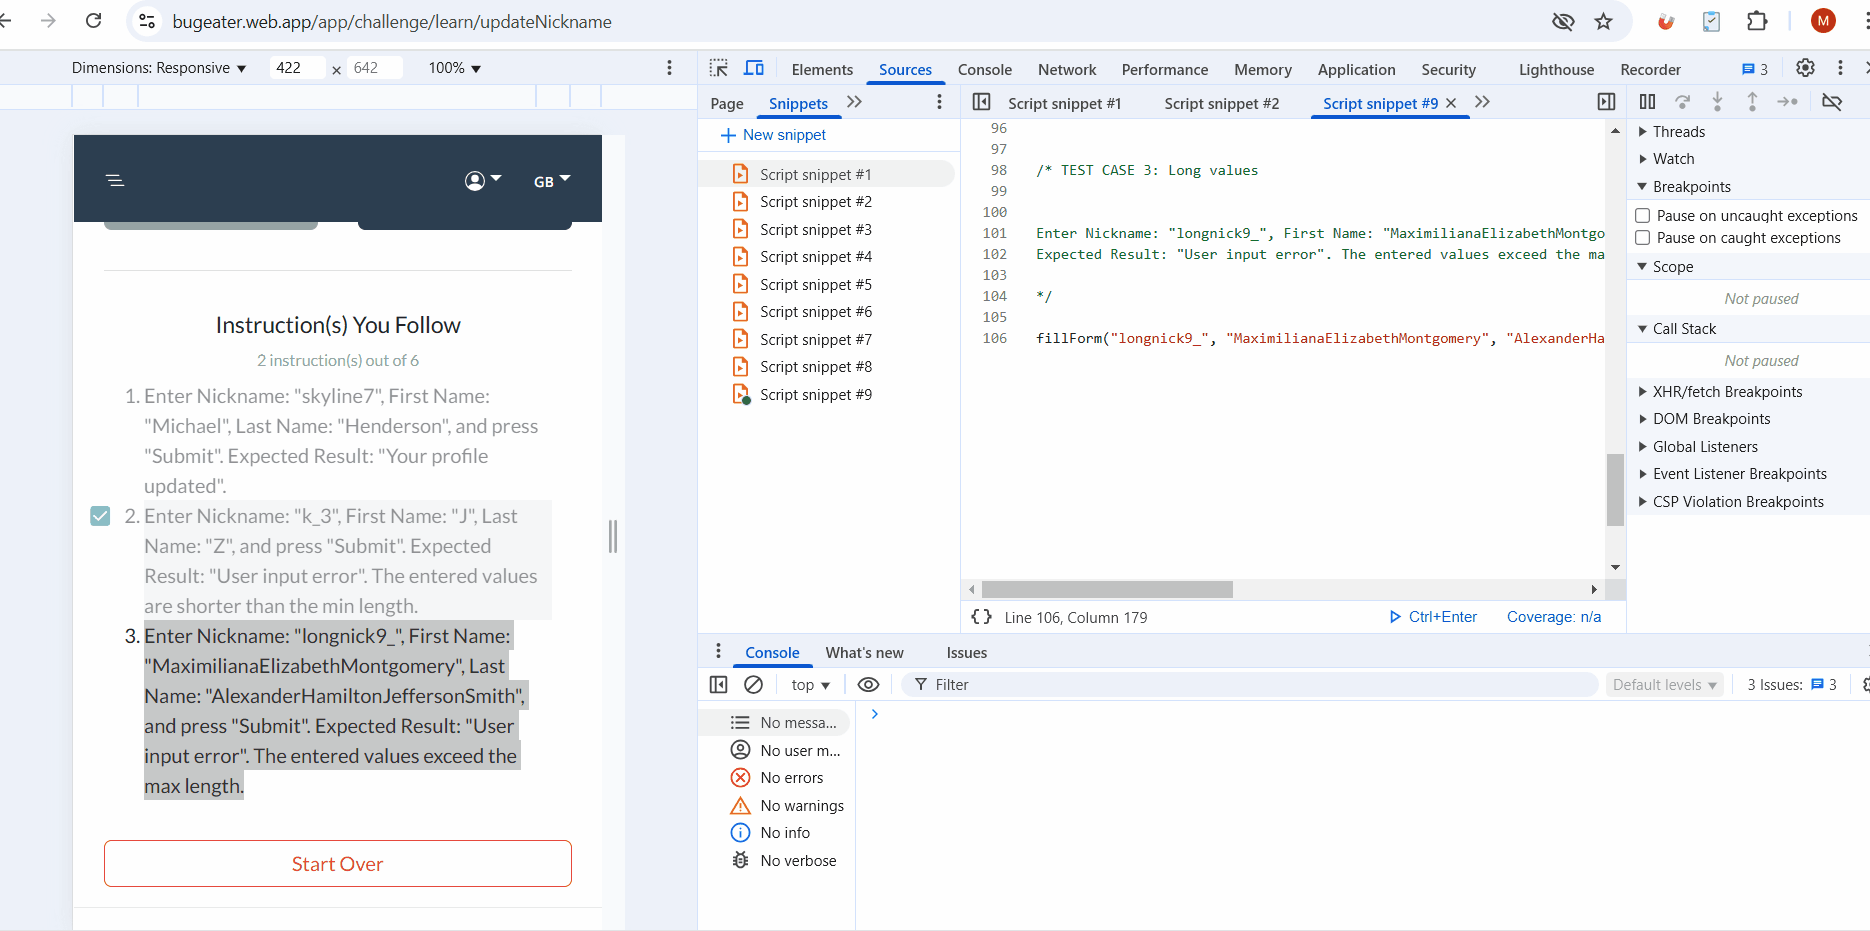 bugeater.web.app/app/challenge/learn/updateNickname
M
Dimensions: Responsive ▼ 422 × 642 100% ▼
GB
Instruction(s) You Follow
2 instruction(s) out of 6
1. Enter Nickname: "skyline7", First Name:
"Michael", Last Name: "Henderson", and press
"Submit". Expected Result: "Your profile
updated".
2. Enter Nickname: "k_3", First Name: "J", Last
Name: "Z", and press "Submit". Expected
Result: "User input error". The entered values
are shorter than the min length.
3. Enter Nickname: "longnick9_", First Name:
"MaximilianaElizabethMontgomery", Last
Name: "AlexanderHamiltonJeffersonSmith",
and press "Submit". Expected Result: "User
input error". The entered values exceed the
max length.
Start Over
Elements Sources Console Network Performance Memory Application Security Lighthouse Recorder 3
Page Snippets
New snippet
Script snippet #1
Script snippet #2
Script snippet #3
Script snippet #4
Script snippet #5
Script snippet #6
Script snippet #7
Script snippet #8
Script snippet #9
Script snippet #1 Script snippet #2 Script snippet #9
96
97
98 /* TEST CASE 3: Long values
99
100
101 Enter Nickname: "longnick9_", First Name: "MaximilianaElizabethMontgo
102 Expected Result: "User input error". The entered values exceed the ma
103
104 */
105
106 fillForm("longnick9_", "MaximilianaElizabethMontgomery", "AlexanderHa
{} Line 106, Column 179 Ctrl+Enter Coverage: n/a
Threads
Watch
Breakpoints
Pause on uncaught exceptions
Pause on caught exceptions
Scope
Not paused
Call Stack
Not paused
XHR/fetch Breakpoints
DOM Breakpoints
Global Listeners
Event Listener Breakpoints
CSP Violation Breakpoints
Console What's new Issues
top ▼ Filter Default levels ▼ 3 Issues: 3
No messa...
No user m...
No errors
No warnings
No info
No verbose